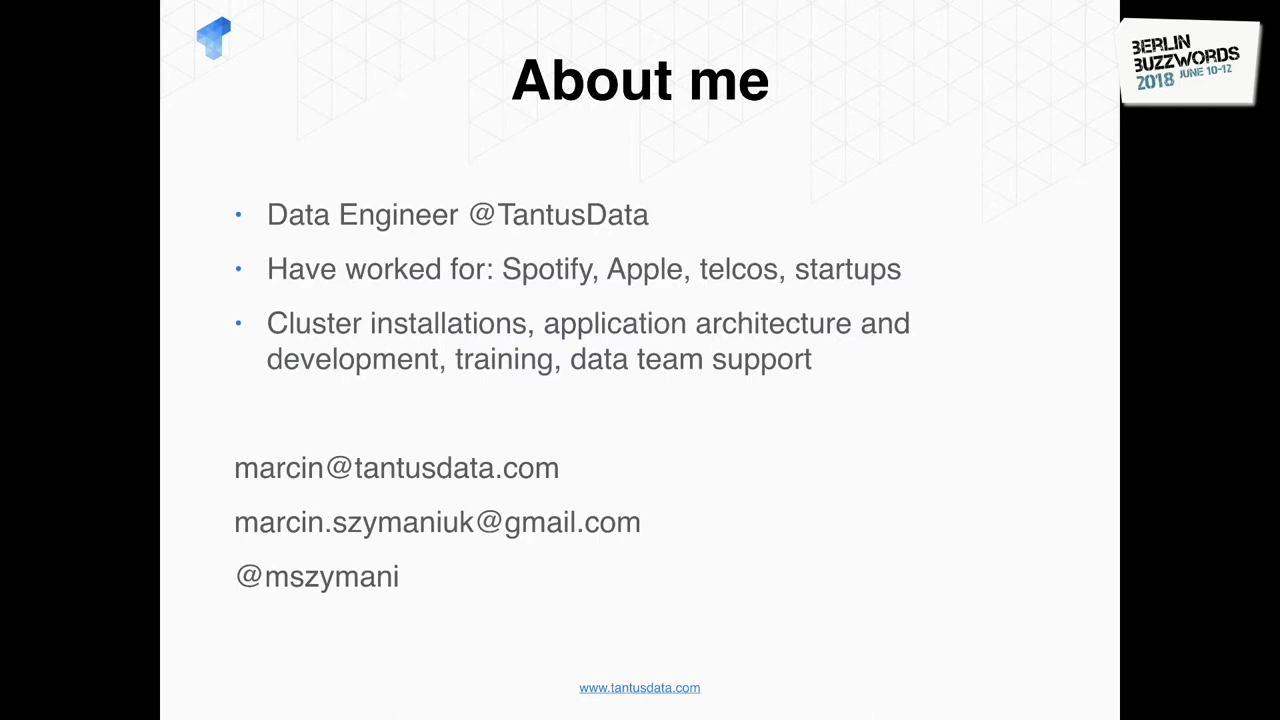 About me
BERLIN
BUZZWORDS
2018 JUNE 10-12
• Data Engineer @TantusData
• Have worked for: Spotify, Apple, telcos, startups
• Cluster installations, application architecture and
development, training, data team support
marcin@tantusdata.com
marcin.szymaniuk@gmail.com
@mszymani
www.tantusdata.com